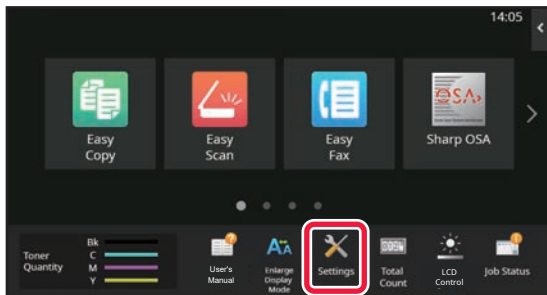 14:05
Easy
Copy
Easy
Scan
Easy
Fax
OSA
Sharp OSA
Toner
Quantity
Bk
C
M
Y
User's
Manual
Enlarge
Display
Mode
Settings
Total
Count
LCD
Control
Job Status